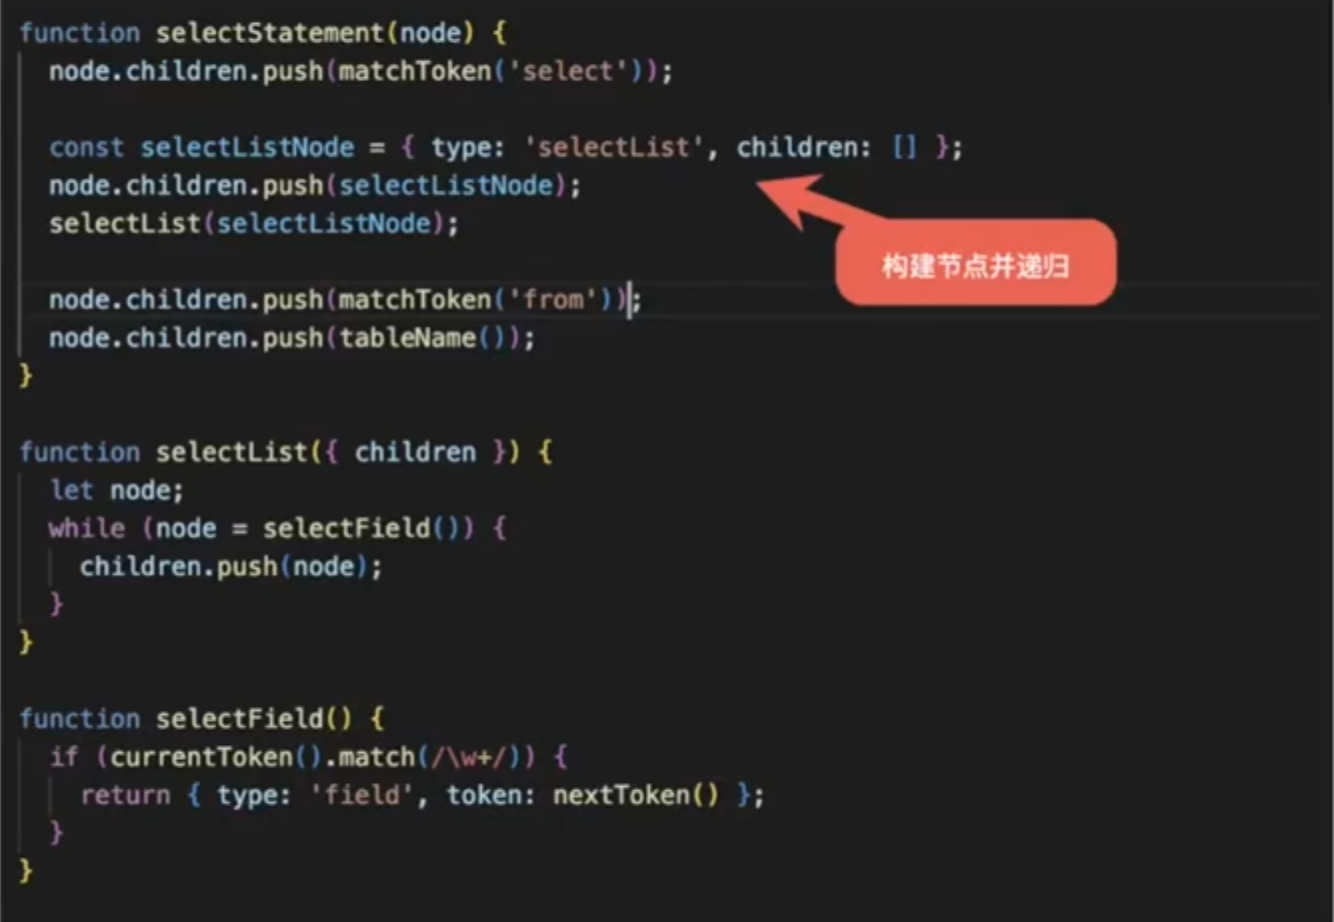 function selectStatement(node) {
node.children.push(matchToken('select'));
const selectListNode = { type: 'selectList', children: [] };
node.children.push(selectListNode);
selectList(selectListNode);
构建节点并递归
node.children.push(matchToken('from'));
node.children.push(tableName());
}
function selectList({ children }) {
let node;
while (node = selectField()) {
children.push(node);
}
}
function selectField() {
if (currentToken().match(/\w+/)) {
return { type: 'field', token: nextToken() };
}
}